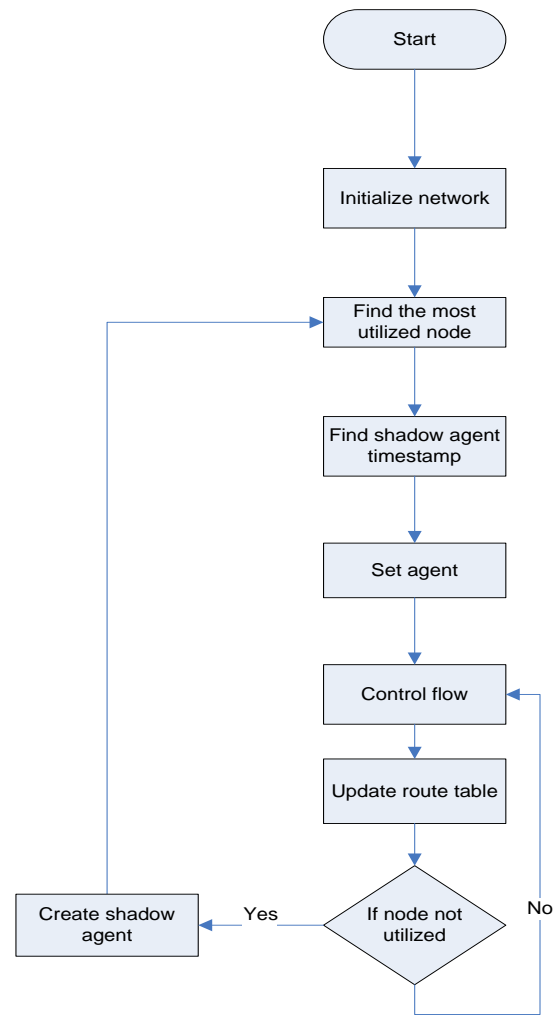 Start
Initialize network
Find the most
utilized node
Find shadow agent
timestamp
Set agent
Control flow
Update route table
If node not
utilized
Yes
No
Create shadow
agent